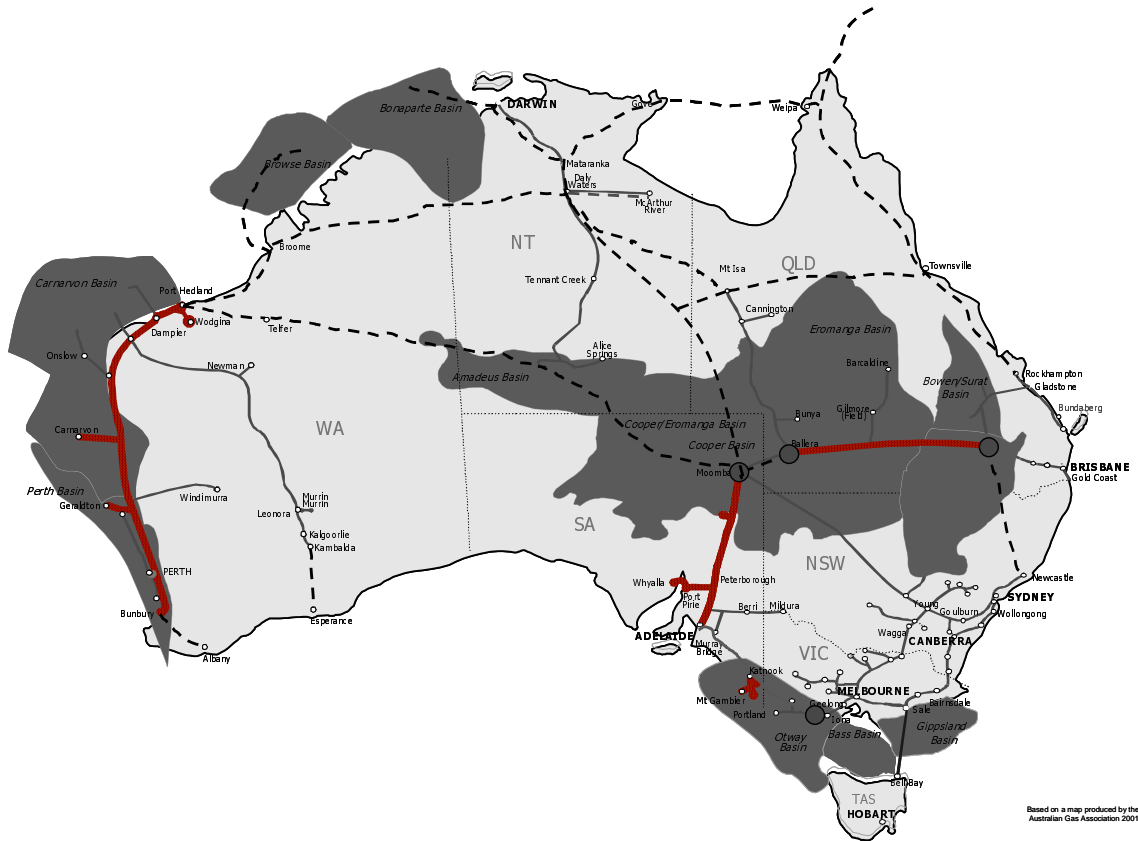 Bonaparte Basin
DARWIN
Gove
Weipa
Browse Basin
Mataranka
Daly
Waters
McArthur
River
Broome
NT
Mt Isa
QLD
Townsville
Carnarvon Basin
Tennant Creek
Port Hedland
Wodgina
Dampier
Telfer
Cannington
Eromanga Basin
Onslow
Newman
Alice
Springs
Barcaldine
Amadeus Basin
Bowen/Surat
Basin
Rockhampton
Gladstone
Bundaberg
Carnarvon
WA
Cooper/Eromanga Basin
Bunya
Gilmore
(Field)
Cooper Basin
Ballera
Moomba
BRISBANE
Gold Coast
Perth Basin
Geraldton
Windimurra
Murrin
Murrin
Leonora
SA
Kalgoorlie
Kambalda
NSW
PERTH
Whyalla
Peterborough
Port
Pirie
Newcastle
SYDNEY
Bunbury
Esperance
Berri
Mildura
Young
Goulburn
Wollongong
ADELAIDE
Murray
Bridge
Wagga
CANBERRA
Albany
VIC
Katnook
Mt Gambier
MELBOURNE
Geelong
Bairnsdale
Sale
Portland
Iona
Otway
Basin
Bass Basin
Gippsland
Basin
BellBay
TAS
HOBART
Based on a map produced by the
Australian Gas Association 2001